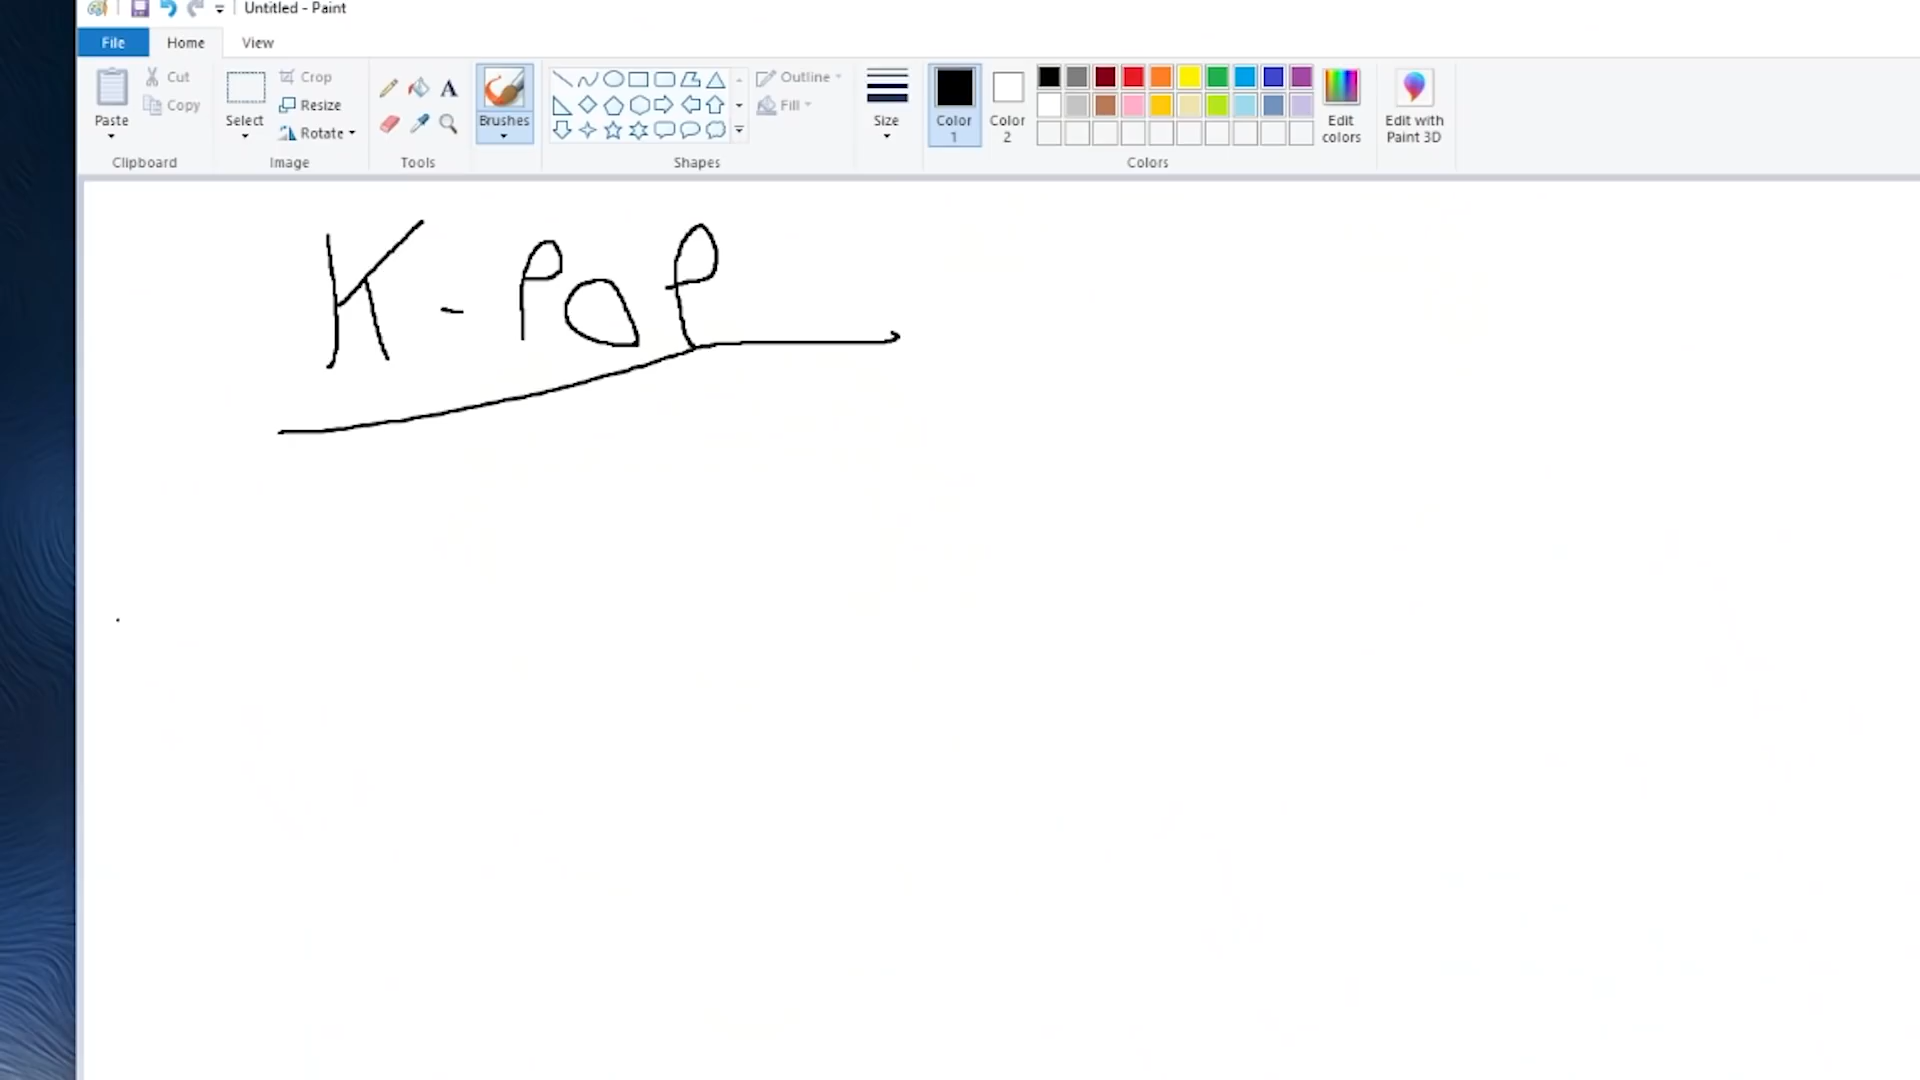 Untitled - Paint
File Home View
Paste
Cut
Copy
Clipboard
Select
Crop
Resize
Rotate
Image
Tools
Brushes
Shapes
Outline
Fill
Size
Color 1
Color 2
Colors
Edit colors
Edit with Paint 3D
K-POP